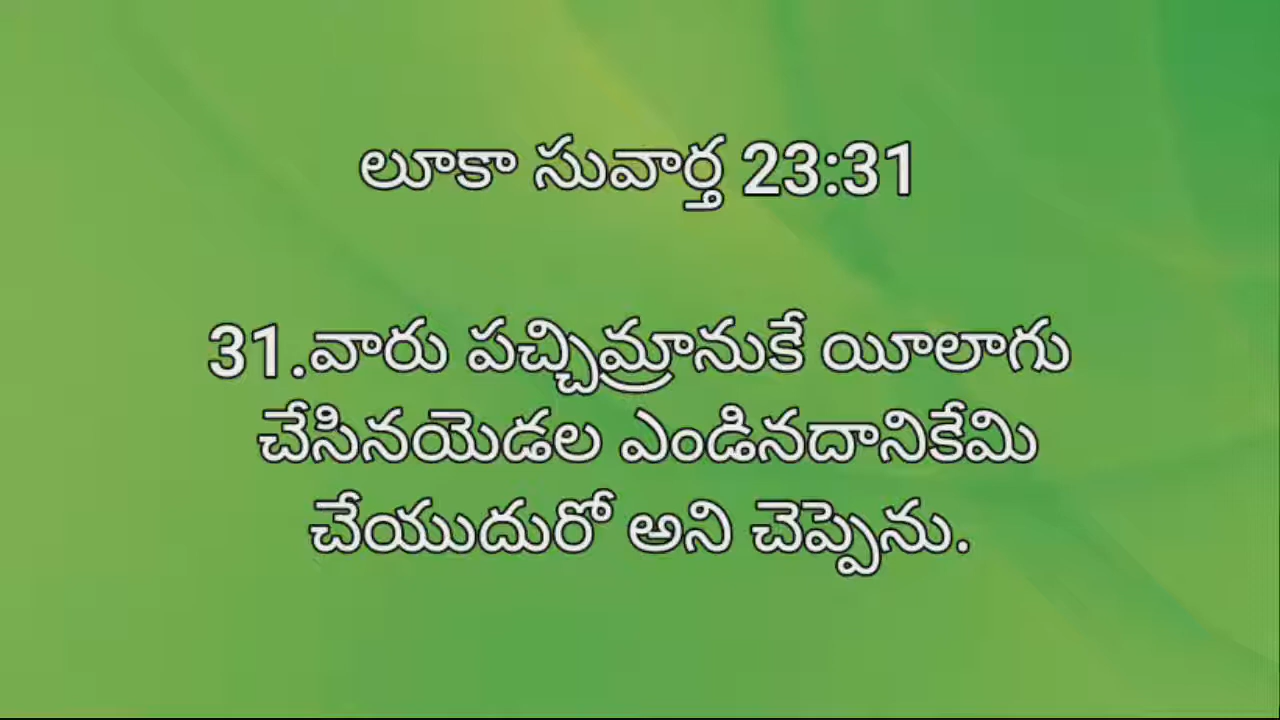 లూకా సువార్త 23:31
31.వారు పచ్చిమ్రానుకే యీలాగు
చేసినయెడల ఎండినదానికేమి
చేయుదురో అని చెప్పెను.